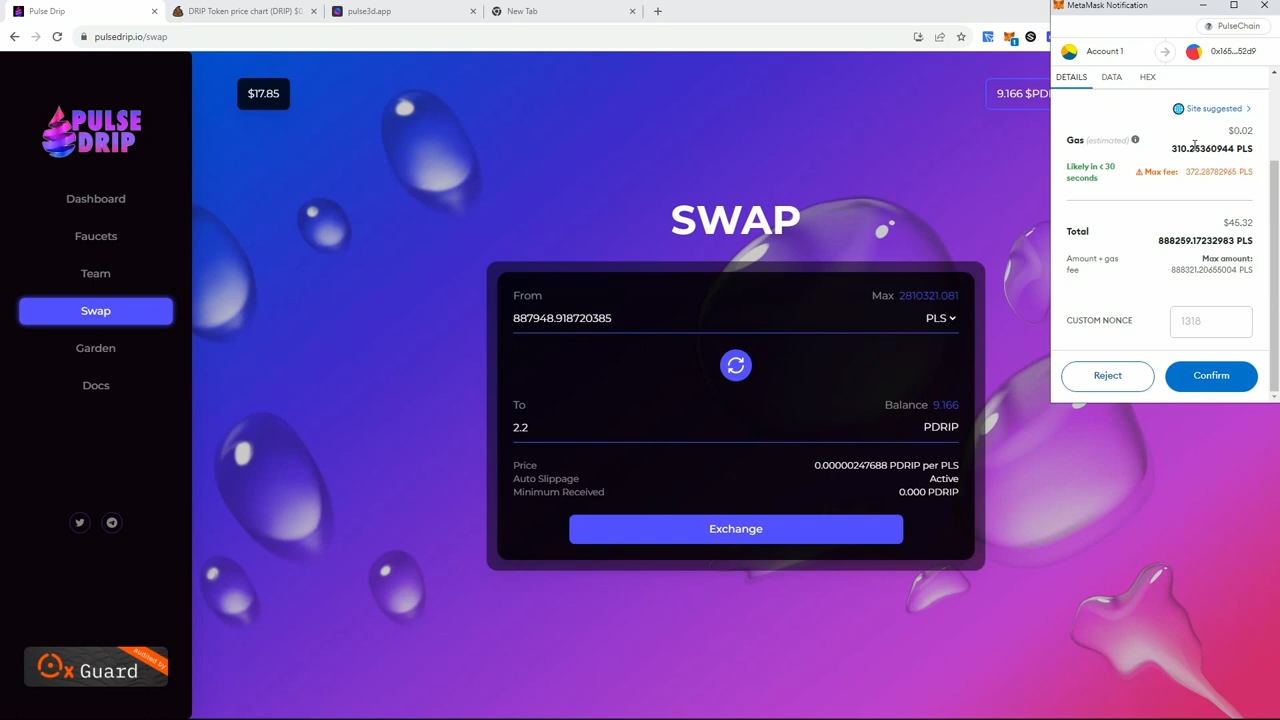 Pulse Drip
DRIP Token price chart (DRIP) $0
pulse3d.app
New Tab
pulsedrip.io/swap
1
MetaMask Notification
PulseChain
Account 1
0x165...52d9
DETAILS
DATA
HEX
Site suggested
$0.02
Gas (estimated)
310.25360944 PLS
Likely in < 30
seconds
Max fee: 372.28782965 PLS
$45.32
Total
888259.17232983 PLS
Amount + gas
fee
Max amount:
888321.20655004 PLS
CUSTOM NONCE
1318
Reject
Confirm
PULSE
DRIP
Dashboard
Faucets
Team
Swap
Garden
Docs
0x Guard
audited by
$17.85
9.166 $PD
SWAP
From
Max 2810321.081
887948.918720385
PLS
To
Balance 9.166
2.2
PDRIP
Price
0.00000247688 PDRIP per PLS
Auto Slippage
Active
Minimum Received
0.000 PDRIP
Exchange